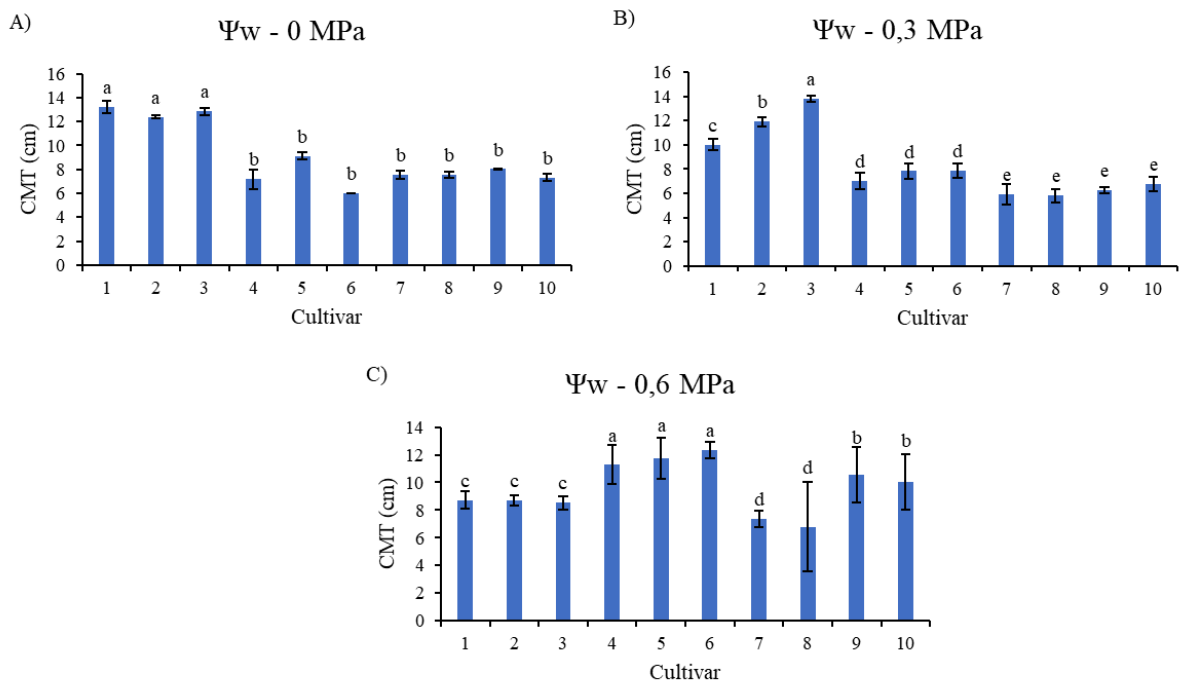 A)
Ψw - 0 MPa
CMT (cm)
16
14
12
10
8
6
4
2
0
a a a b b b b b b b
1 2 3 4 5 6 7 8 9 10
Cultivar
B)
Ψw - 0,3 MPa
CMT (cm)
16
14
12
10
8
6
4
2
0
c b a d d d e e e e
1 2 3 4 5 6 7 8 9 10
Cultivar
C)
Ψw - 0,6 MPa
CMT (cm)
14
12
10
8
6
4
2
0
c c c a a a d d b b
1 2 3 4 5 6 7 8 9 10
Cultivar